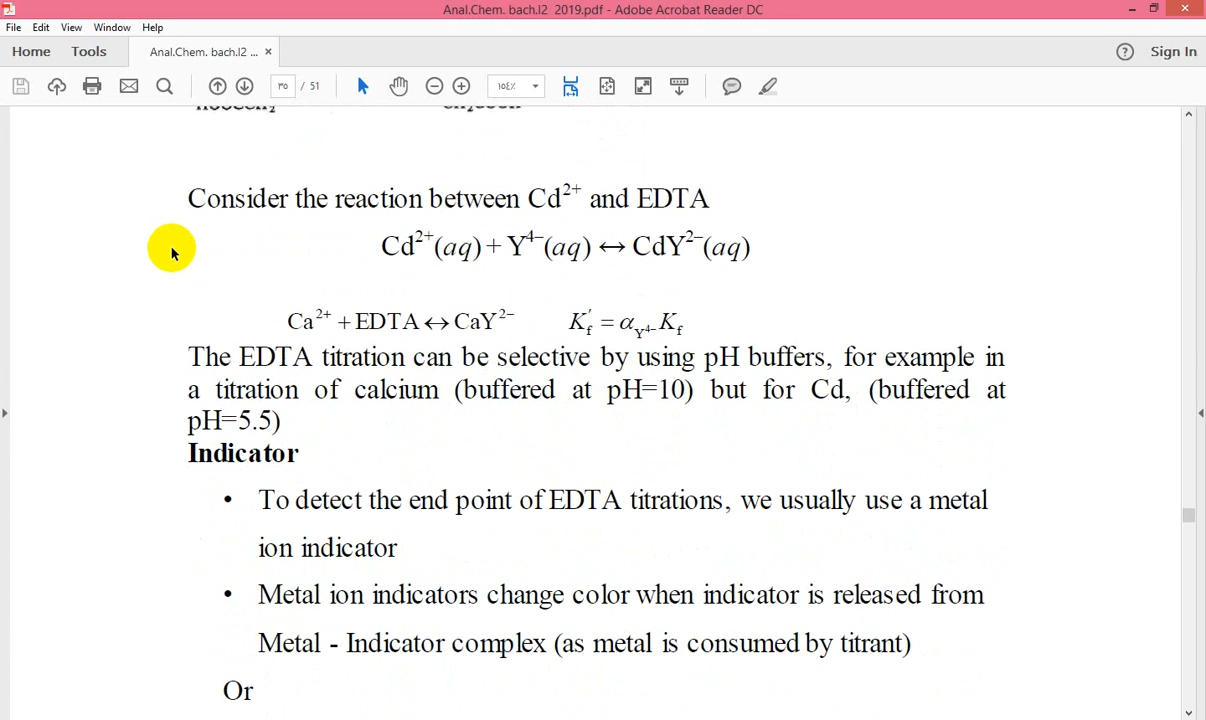 Anal.Chem. bach.l2 2019.pdf - Adobe Acrobat Reader DC
File Edit View Window Help
Home Tools Anal.Chem. bach.l2 ... × ? Sign In
٣٥ / 51 ١٥٤٪
Consider the reaction between Cd²⁺ and EDTA
Cd²⁺(aq) + Y⁴⁻(aq) ↔ CdY²⁻(aq)
Ca²⁺ + EDTA ↔ CaY²⁻ K′f = αY⁴⁻ Kf
The EDTA titration can be selective by using pH buffers, for example in
a titration of calcium (buffered at pH=10) but for Cd, (buffered at
pH=5.5)
Indicator
• To detect the end point of EDTA titrations, we usually use a metal
ion indicator
• Metal ion indicators change color when indicator is released from
Metal - Indicator complex (as metal is consumed by titrant)
Or